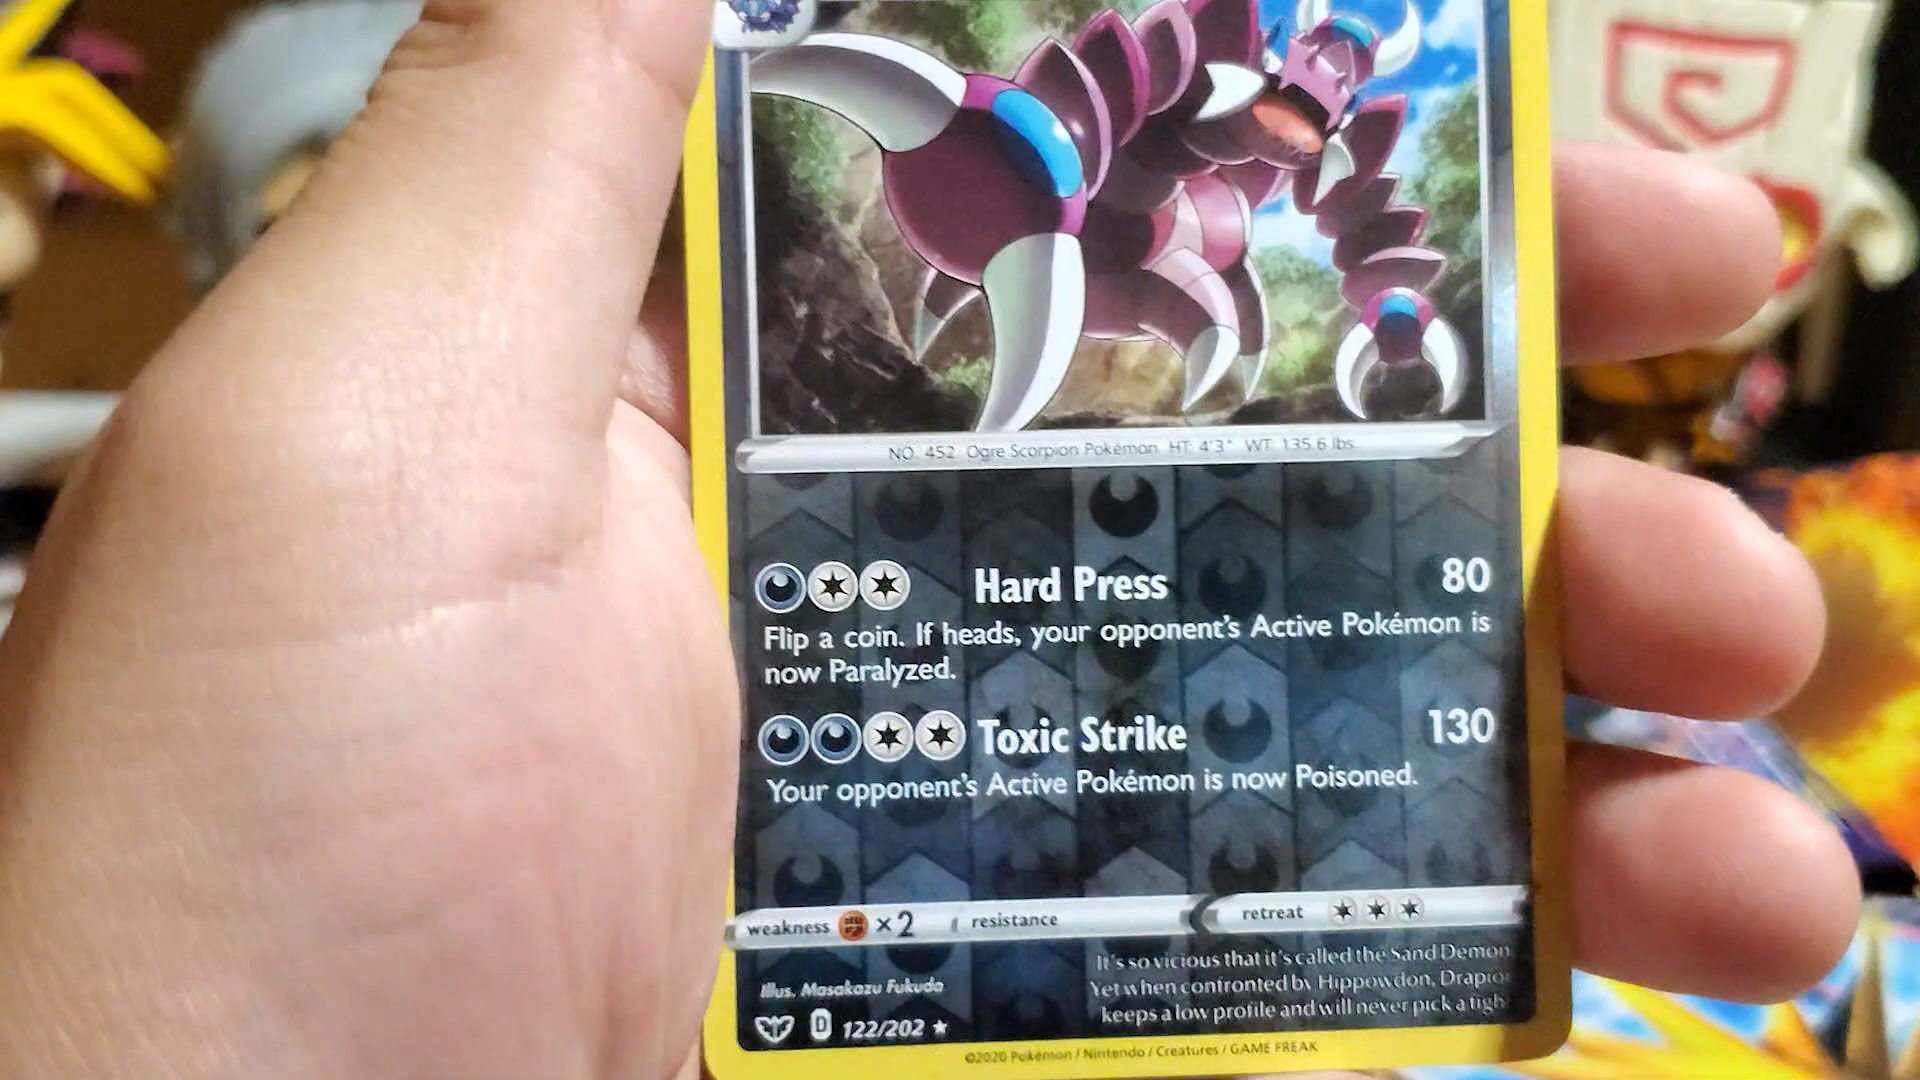 NO. 452 Ogre Scorpion Pokémon HT: 4'3" WT: 135.6 lbs.
Hard Press 80
Flip a coin. If heads, your opponent's Active Pokémon is
now Paralyzed.
Toxic Strike 130
Your opponent's Active Pokémon is now Poisoned.
weakness ×2 resistance retreat
It's so vicious that it's called the Sand Demon
Yet when confronted by Hippowdon, Drapior
keeps a low profile and will never pick a figh
Illus. Masakazu Fukuda
D 122/202 ★
©2020 Pokémon / Nintendo / Creatures / GAME FREAK